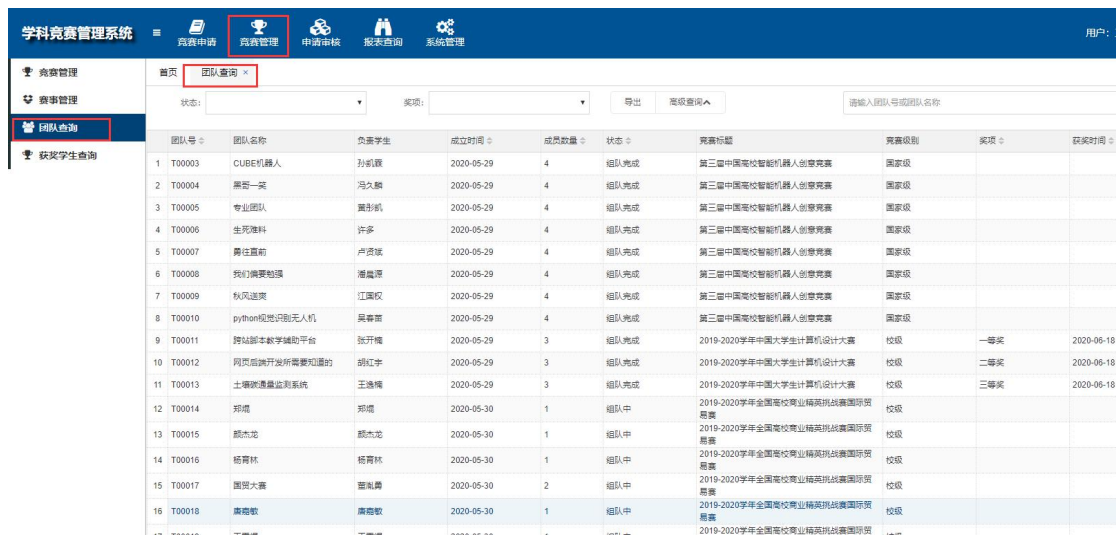 学科竞赛管理系统 竞赛申请 竞赛管理 申请审核 报表查询 系统管理 用户：
竞赛管理 首页 团队查询 ×
赛事管理 状态: 奖项: 导出 高级查询 请输入团队号或团队名称
团队查询
获奖学生查询
团队号 团队名称 负责学生 成立时间 成员数量 状态 竞赛标题 竞赛级别 奖项 获奖时间
1 T00003 CUBE机器人 孙凯霖 2020-05-29 4 组队完成 第三届中国高校智能机器人创意竞赛 国家级
2 T00004 黑哥一笑 冯久麟 2020-05-29 4 组队完成 第三届中国高校智能机器人创意竞赛 国家级
3 T00005 专业团队 董彤凯 2020-05-29 4 组队完成 第三届中国高校智能机器人创意竞赛 国家级
4 T00006 生死难料 许多 2020-05-29 4 组队完成 第三届中国高校智能机器人创意竞赛 国家级
5 T00007 勇往直前 卢贤斌 2020-05-29 4 组队完成 第三届中国高校智能机器人创意竞赛 国家级
6 T00008 我们偏要勉强 2020-05-29 4 组队完成 第三届中国高校智能机器人创意竞赛 国家级
7 T00009 秋风送爽 江国权 2020-05-29 4 组队完成 第三届中国高校智能机器人创意竞赛 国家级
8 T00010 python视觉识别无人机 吴春苗 2020-05-29 4 组队完成 第三届中国高校智能机器人创意竞赛 国家级
9 T00011 跨站脚本教学辅助平台 张开楠 2020-05-29 3 组队完成 2019-2020学年中国大学生计算机设计大赛 校级 一等奖 2020-06-18
10 T00012 网页后端开发所需要知道的 胡红宇 2020-05-29 3 组队完成 2019-2020学年中国大学生计算机设计大赛 校级 二等奖 2020-06-18
11 T00013 土壤碳通量监测系统 王逸楠 2020-05-29 3 组队完成 2019-2020学年中国大学生计算机设计大赛 校级 三等奖 2020-06-18
12 T00014 郑焜 郑焜 2020-05-30 1 组队中 2019-2020学年全国高校商业精英挑战赛国际贸易赛 校级
13 T00015 颜杰龙 颜杰龙 2020-05-30 1 组队中 2019-2020学年全国高校商业精英挑战赛国际贸易赛 校级
14 T00016 杨育林 杨育林 2020-05-30 1 组队中 2019-2020学年全国高校商业精英挑战赛国际贸易赛 校级
15 T00017 国贸大赛 董胤勇 2020-05-30 2 组队中 2019-2020学年全国高校商业精英挑战赛国际贸易赛 校级
16 T00018 唐嘉敏 唐嘉敏 2020-05-30 1 组队中 2019-2020学年全国高校商业精英挑战赛国际贸易赛 校级
2019-2020学年全国高校商业精英挑战赛国际贸